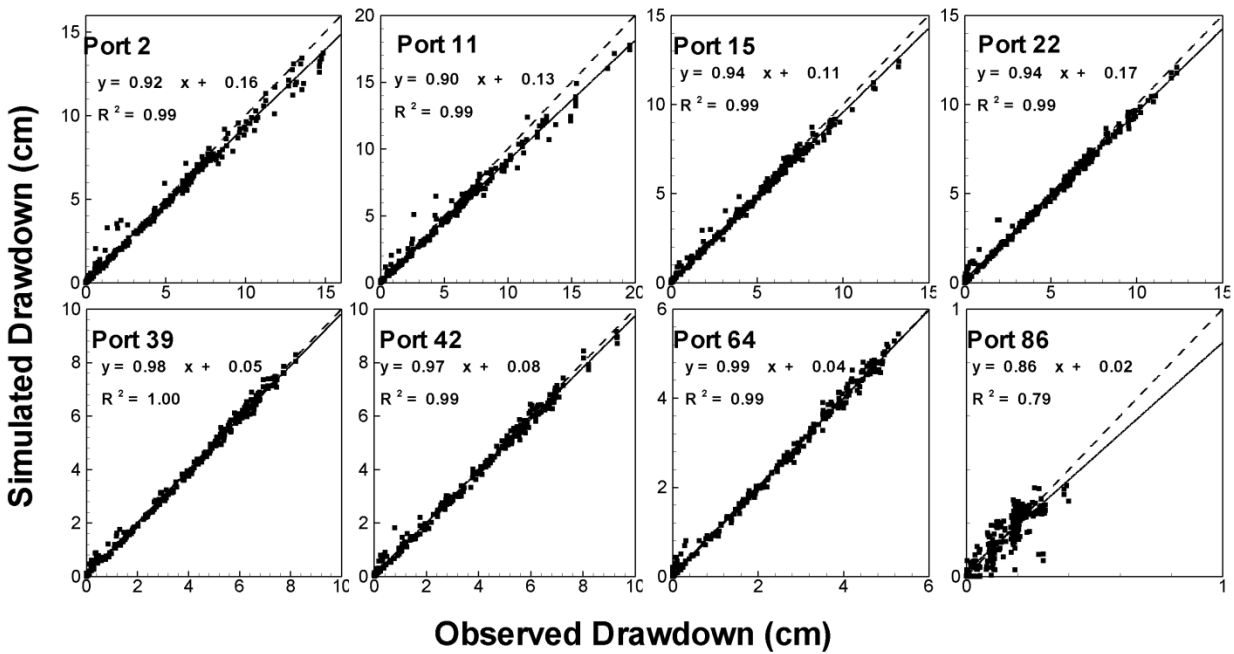 Simulated Drawdown (cm)
Port 2
y = 0.92 x + 0.16
R 2 = 0.99
15
10
5
0
0 5 10 15
Port 11
y = 0.90 x + 0.13
R 2 = 0.99
20
15
10
5
0
0 5 10 15 20
Port 15
y = 0.94 x + 0.11
R 2 = 0.99
15
10
5
0
0 5 10 15
Port 22
y = 0.94 x + 0.17
R 2 = 0.99
15
10
5
0
0 5 10 15
Port 39
y = 0.98 x + 0.05
R 2 = 1.00
10
8
6
4
2
0
0 2 4 6 8 10
Port 42
y = 0.97 x + 0.08
R 2 = 0.99
10
8
6
4
2
0
0 2 4 6 8 10
Port 64
y = 0.99 x + 0.04
R 2 = 0.99
6
4
2
0
0 2 4 6
Port 86
y = 0.86 x + 0.02
R 2 = 0.79
1
0
0 1
Observed Drawdown (cm)